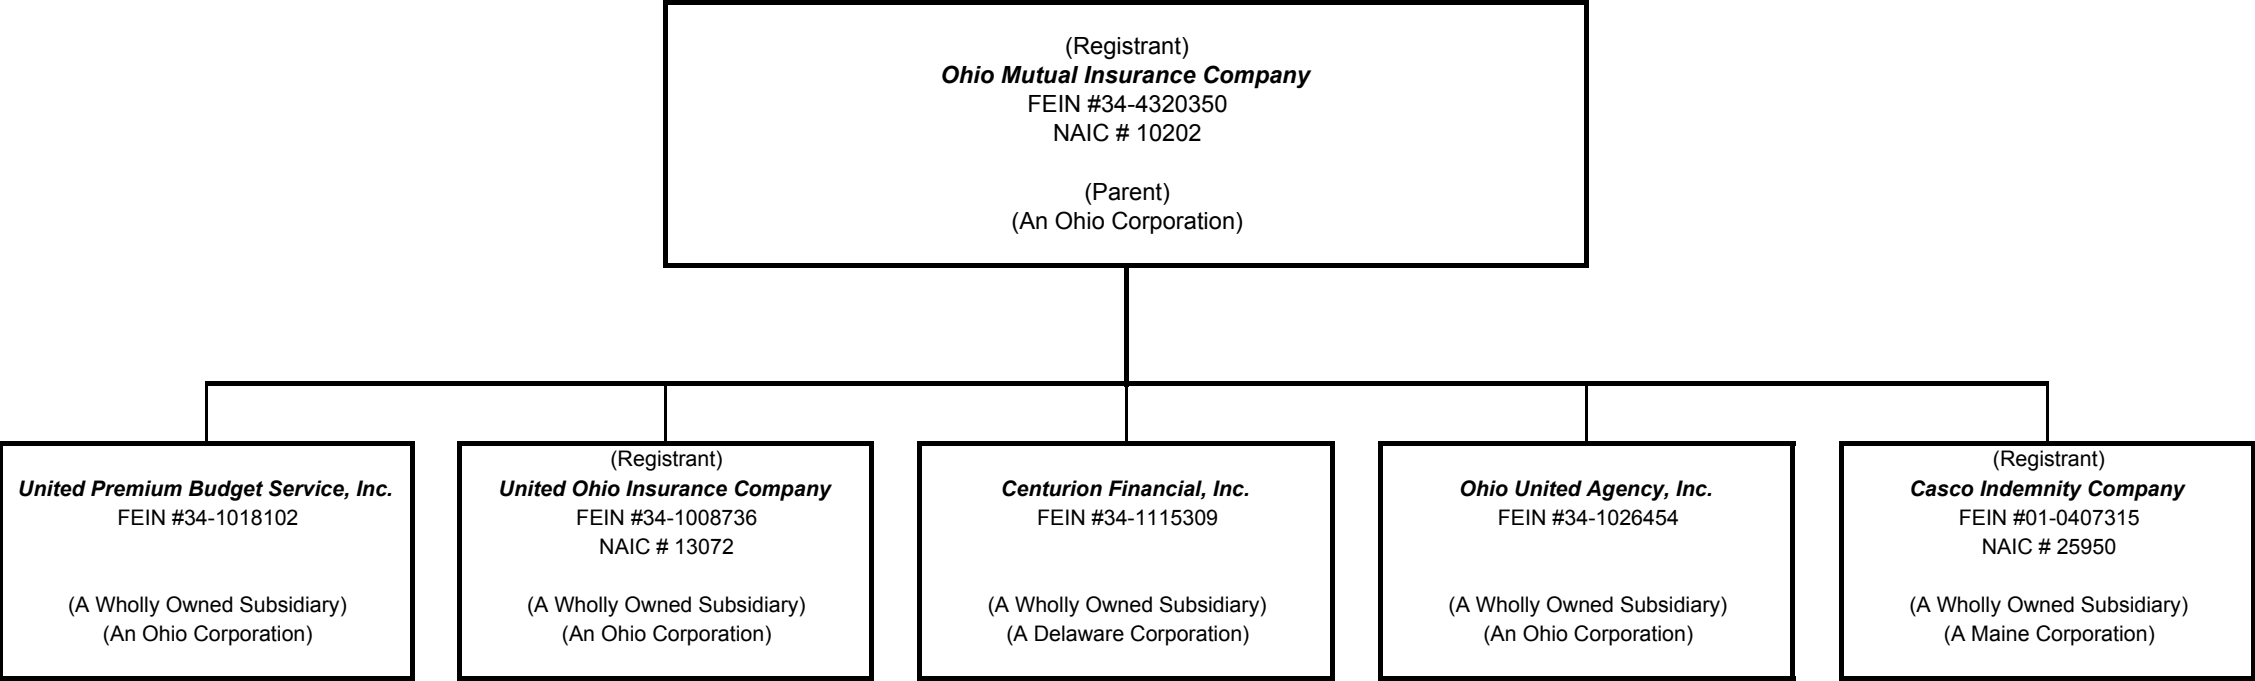 (Registrant)
Ohio Mutual Insurance Company
FEIN #34-4320350
NAIC # 10202
(Parent)
(An Ohio Corporation)
United Premium Budget Service, Inc.
FEIN #34-1018102
(A Wholly Owned Subsidiary)
(An Ohio Corporation)
(Registrant)
United Ohio Insurance Company
FEIN #34-1008736
NAIC # 13072
(A Wholly Owned Subsidiary)
(An Ohio Corporation)
Centurion Financial, Inc.
FEIN #34-1115309
(A Wholly Owned Subsidiary)
(A Delaware Corporation)
Ohio United Agency, Inc.
FEIN #34-1026454
(A Wholly Owned Subsidiary)
(An Ohio Corporation)
(Registrant)
Casco Indemnity Company
FEIN #01-0407315
NAIC # 25950
(A Wholly Owned Subsidiary)
(A Maine Corporation)